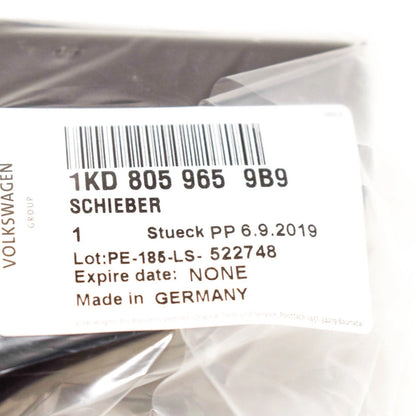 VOLKSWAGEN
GROUP
1KD 805 965 9B9
SCHIEBER
1 Stueck PP 6.9.2019
Lot:PE-185-LS- 522748
Expire date: NONE
Made in GERMANY